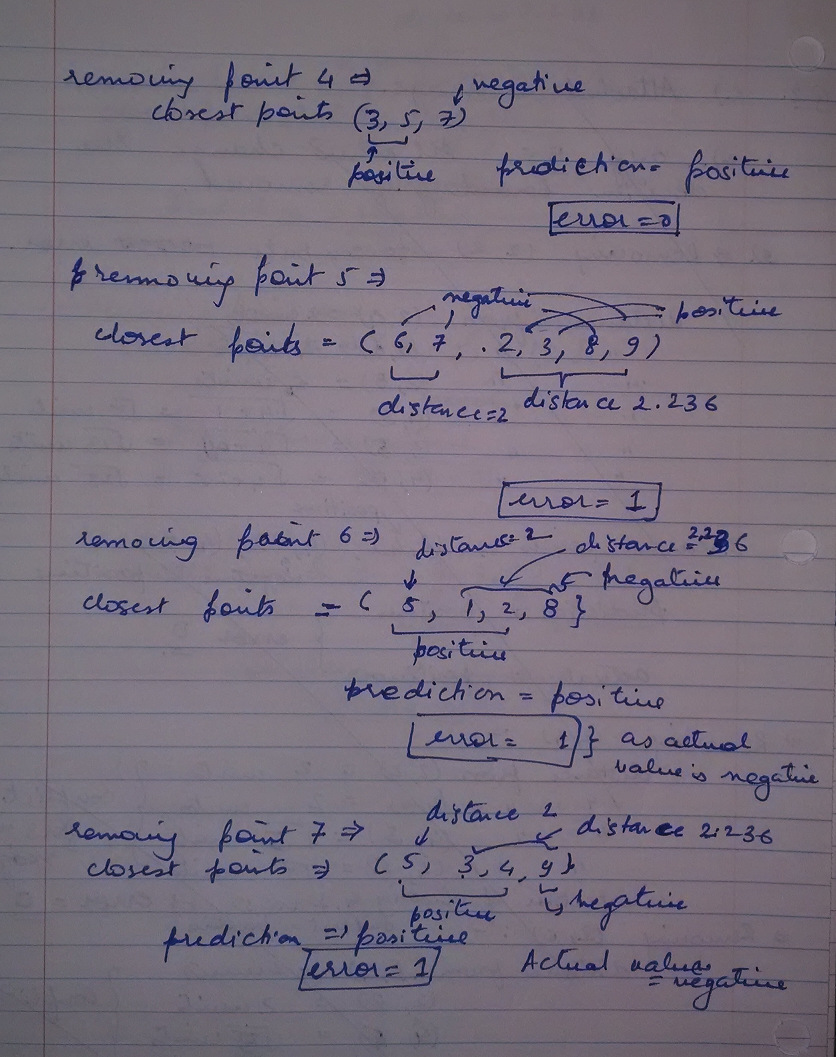 removing point 4 ⇒
negative
closest points (3, 5, 7)
positive
prediction = positive
error = 0
removing point 5 ⇒
negative
positive
closest points = ( 6, 7, . 2, 3, 8, 9)
distance = 2
distance 2.236
error = 1
removing point 6 ⇒
distance = 2
distance = 2.236
negative
closest points = ( 5, 1, 2, 8 }
positive
prediction = positive
error = 1 } as actual
value is negative
distance 2
removing point 7 ⇒
distance 2.236
closest points ⇒ ( 5, 3, 4, 9 }
positive
negative
prediction ⇒ positive
error = 1
Actual value
= negative